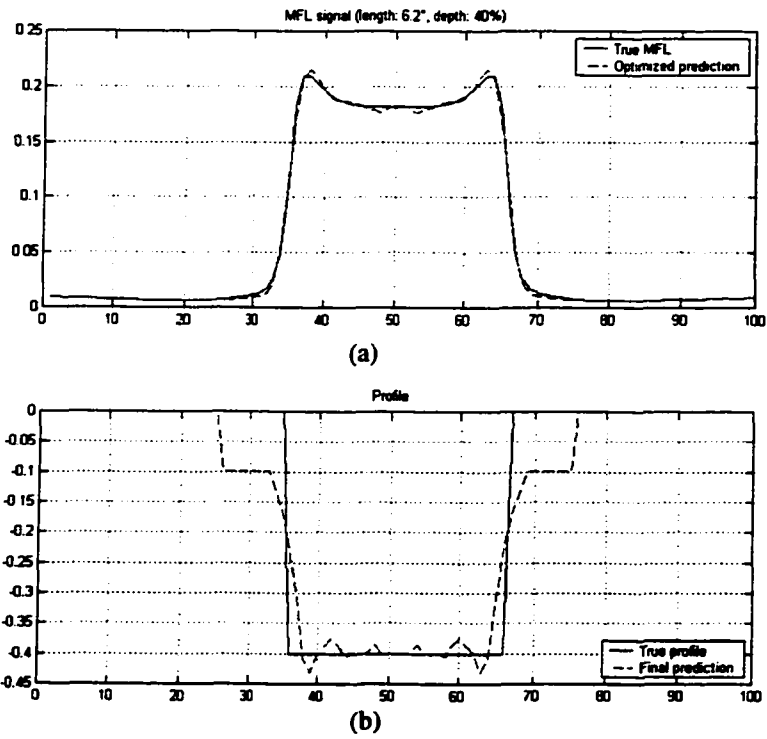 MFL signal (length: 6.2", depth: 40%)
0.25
0.2
0.15
0.1
0.05
0
True MFL
Optimized prediction
0 10 20 30 40 50 60 70 80 90 100
(a)
Profile
0
-0.05
-0.1
-0.15
-0.2
-0.25
-0.3
-0.35
-0.4
-0.45
True profile
Final prediction
0 10 20 30 40 50 60 70 80 90 100
(b)